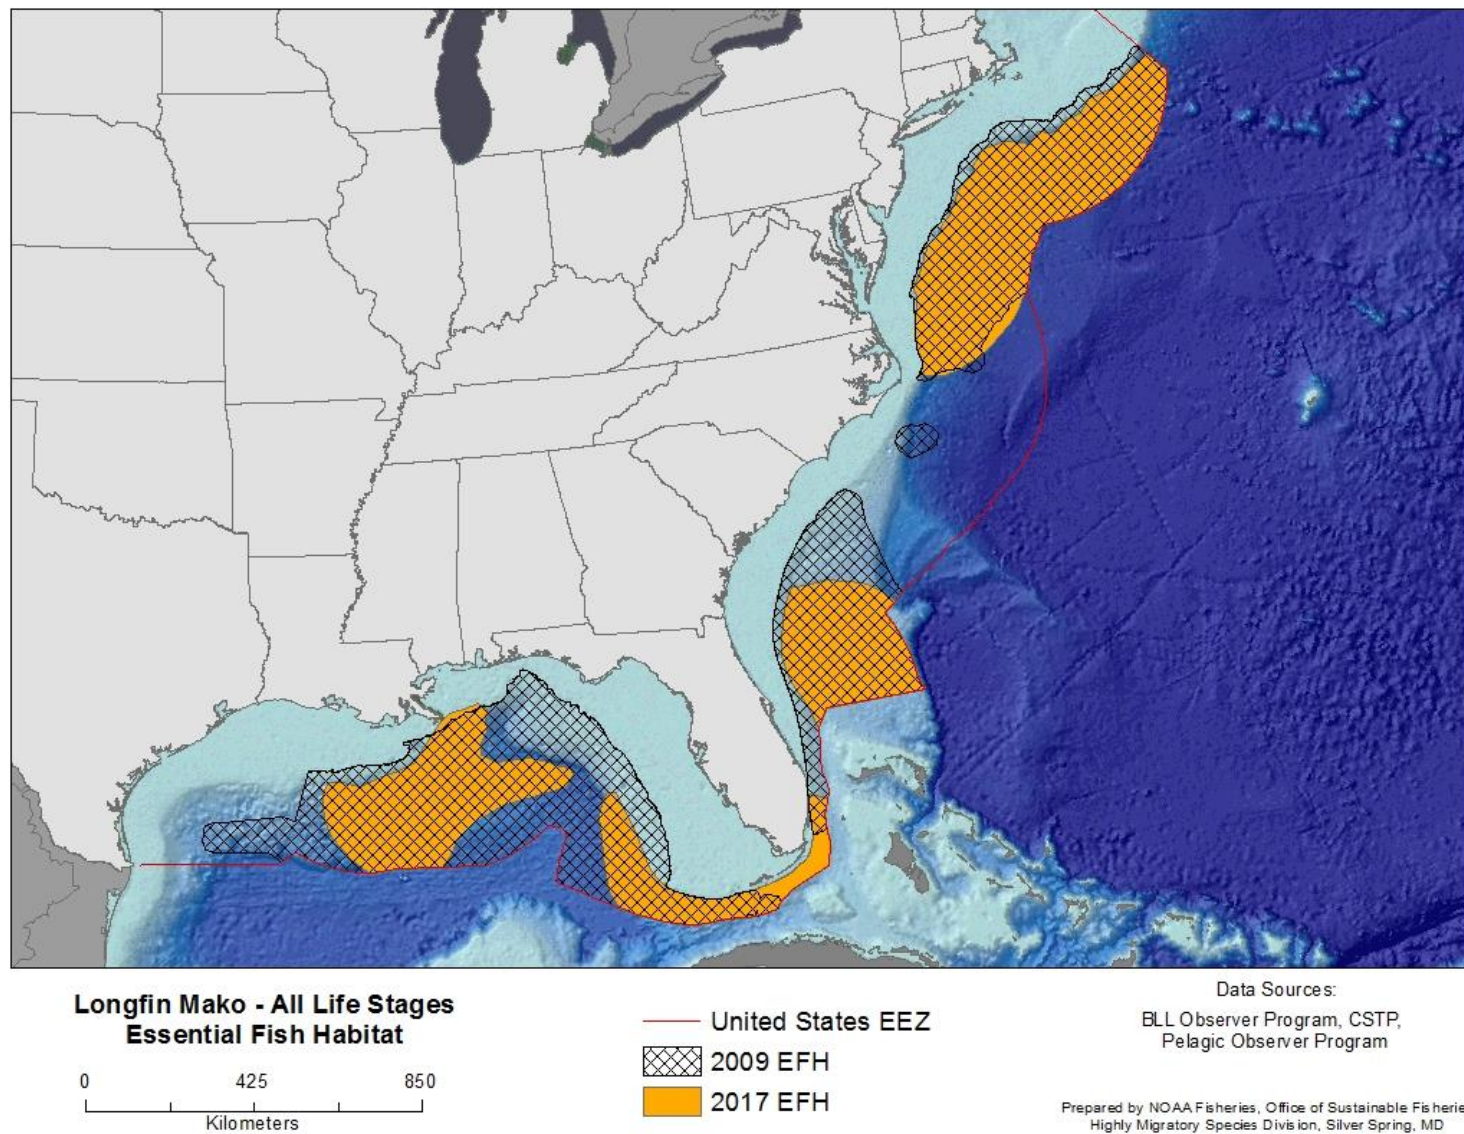 Longfin Mako - All Life Stages
Essential Fish Habitat
0 425 850
Kilometers
United States EEZ
2009 EFH
2017 EFH
Data Sources:
BLL Observer Program, CSTP,
Pelagic Observer Program
Prepared by NOAA Fisheries, Office of Sustainable Fisherie
Highly Migratory Species Division, Silver Spring, MD